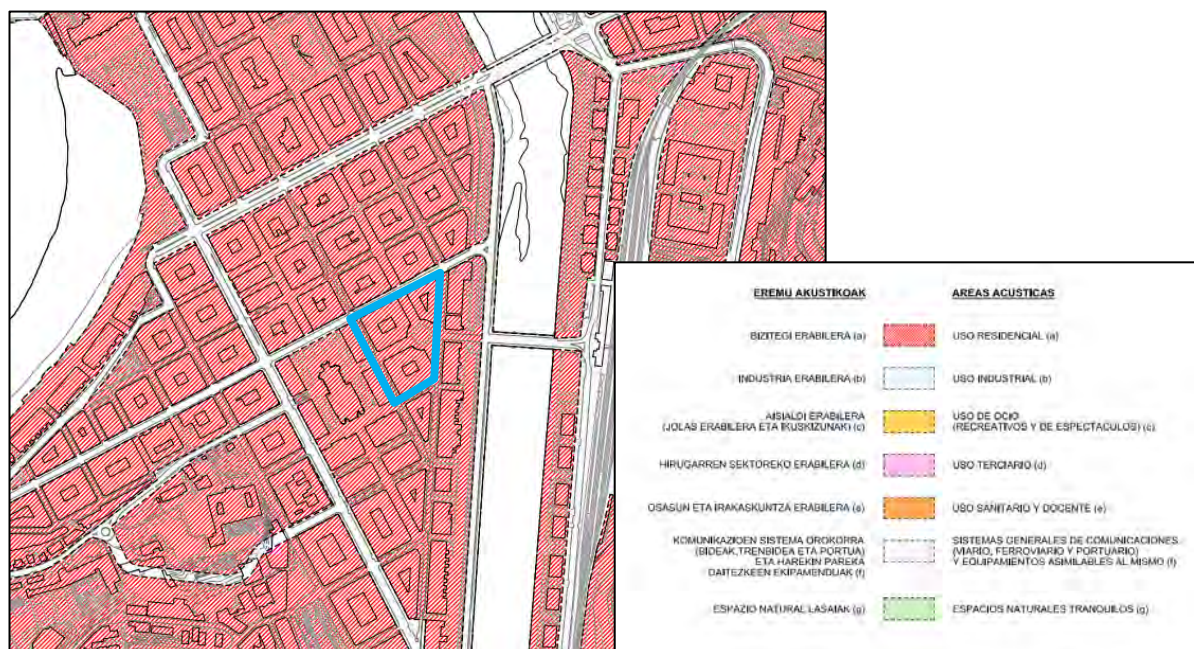 EREMU AKUSTIKOAK
AREAS ACUSTICAS
BIZITEGI ERABILERA (a)
USO RESIDENCIAL (a)
INDUSTRIA ERABILERA (b)
USO INDUSTRIAL (b)
AISIALDI ERABILERA
(JOLAS ERABILERA ETA IKUSKIZUNAK) (c)
USO DE OCIO
(RECREATIVOS Y DE ESPECTACULOS) (c)
HIRUGARREN SEKTOREKO ERABILERA (d)
USO TERCIARIO (d)
OSASUN ETA IRAKASKUNTZA ERABILERA (e)
USO SANITARIO Y DOCENTE (e)
KOMUNIKAZIOEN SISTEMA OROKORRA
(BIDEAK,TRENBIDEA ETA PORTUA)
ETA HAREKIN PAREKA
DAITEZKEEN EKIPAMENDUAK (f)
SISTEMAS GENERALES DE COMUNICACIONES
(VIARIO, FERROVIARIO Y PORTUARIO)
Y EQUIPAMIENTOS ASIMILABLES AL MISMO (f)
ESPAZIO NATURAL LASAIAK (g)
ESPACIOS NATURALES TRANQUILOS (g)